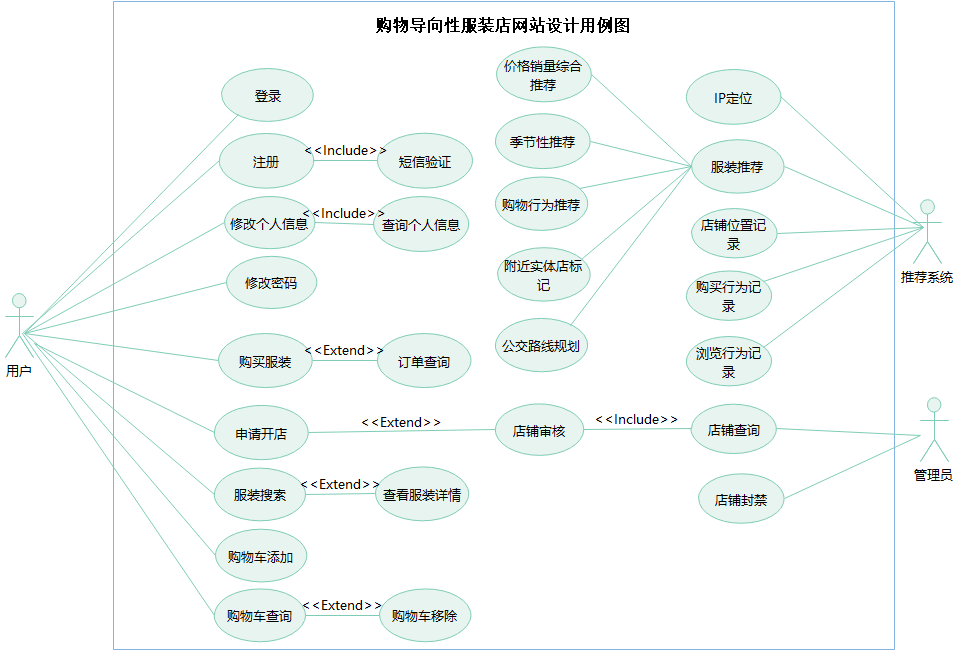 购物导向性服装店网站设计用例图
价格销量综合
推荐
登录
IP定位
季节性推荐
注册
<<Include>>
短信验证
服装推荐
购物行为推荐
修改个人信息
<<Include>>
查询个人信息
店铺位置记
录
推荐系统
附近实体店标
记
修改密码
购买行为记
录
用户
购买服装
<<Extend>>
订单查询
公交路线规划
浏览行为记
录
申请开店
<<Extend>>
店铺审核
<<Include>>
店铺查询
管理员
服装搜索
<<Extend>>
查看服装详情
店铺封禁
购物车添加
购物车查询
<<Extend>>
购物车移除